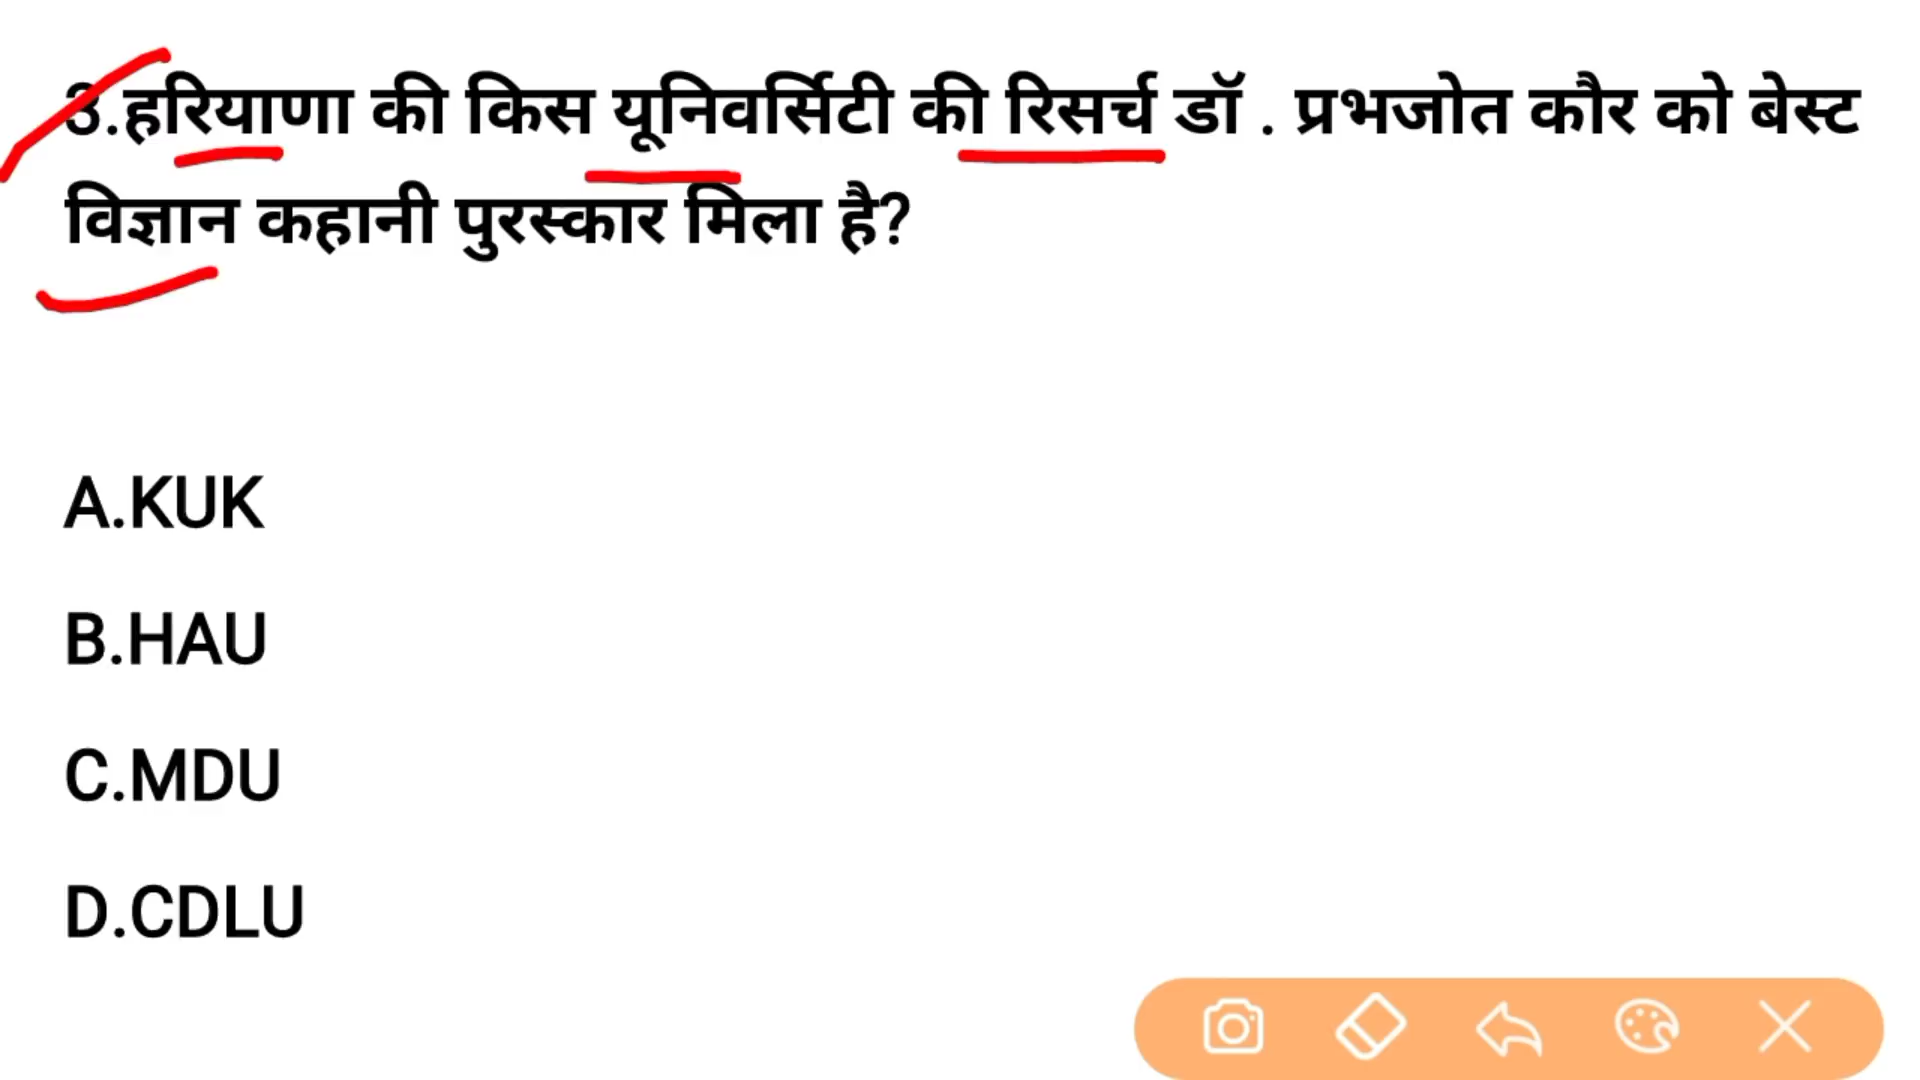 3.हरियाणा की किस यूनिवर्सिटी की रिसर्च डॉ . प्रभजोत कौर को बेस्ट
विज्ञान कहानी पुरस्कार मिला है?
A.KUK
B.HAU
C.MDU
D.CDLU